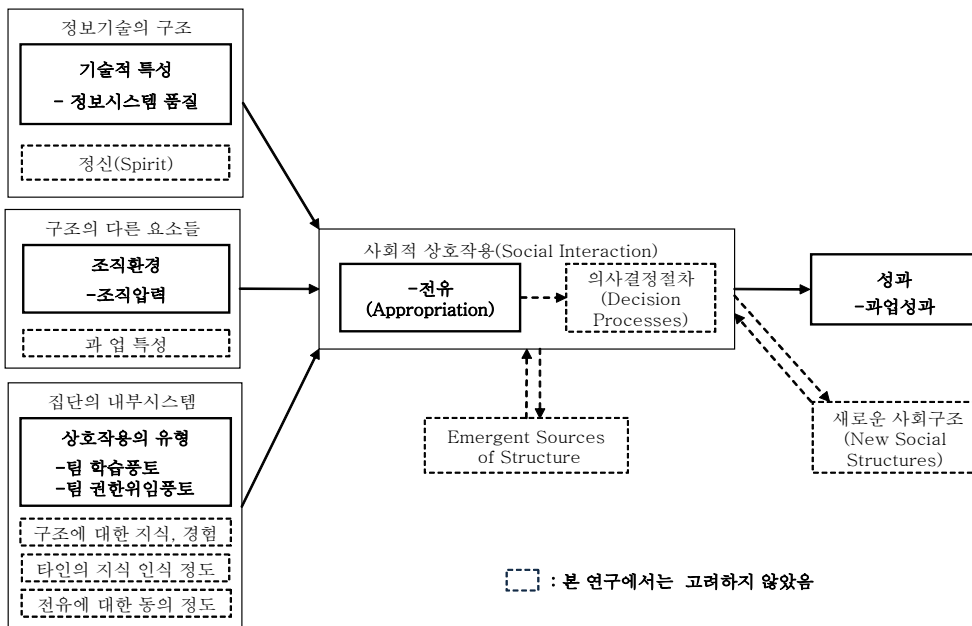 정보기술의 구조
기술적 특성
- 정보시스템 품질
정신(Spirit)
구조의 다른 요소들
조직환경
-조직압력
과 업 특성
집단의 내부시스템
상호작용의 유형
-팀 학습풍토
-팀 권한위임풍토
구조에 대한 지식, 경험
타인의 지식 인식 정도
전유에 대한 동의 정도
사회적 상호작용(Social Interaction)
-전유
(Appropriation)
의사결정절차
(Decision
Processes)
Emergent Sources
of Structure
성과
-과업성과
새로운 사회구조
(New Social
Structures)
: 본 연구에서는 고려하지 않았음